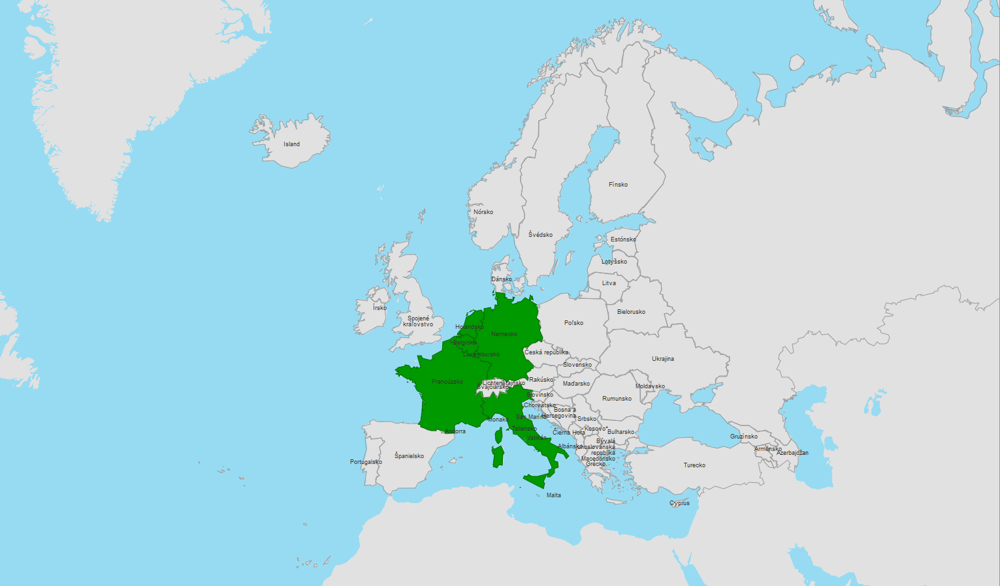 Island
Fínsko
Nórsko
Švédsko
Estónsko
Lotyšsko
Dánsko
Litva
Írsko
Bielorusko
Spojené
kráľovstvo
Poľsko
Holandsko
Nemecko
Belgicko
Česká republika
Luxembursko
Ukrajina
Slovensko
Francúzsko
Rakúsko
Lichtenštajnsko
Maďarsko
Švajčiarsko
Moldavsko
Slovinsko
Rumunsko
Chorvátsko
Bosna a
Hercegovina
San Maríno
Monako
Srbsko
Taliansko
Kosovo*
Andorra
Čierna Hora
Bulharsko
Gruzínsko
Vatikán
Bývalá
juhoslovanská
republika
Macedónsko
Albánsko
Arménsko
Azerbajdžan
Španielsko
Portugalsko
Grécko
Turecko
Malta
Cyprus